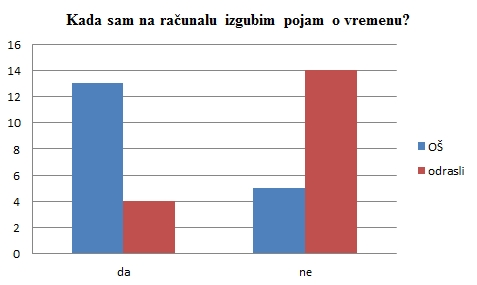 Kada sam na računalu izgubim pojam o vremenu?
16
14
12
10
8
6
4
2
0
da
ne
OŠ
odrasli